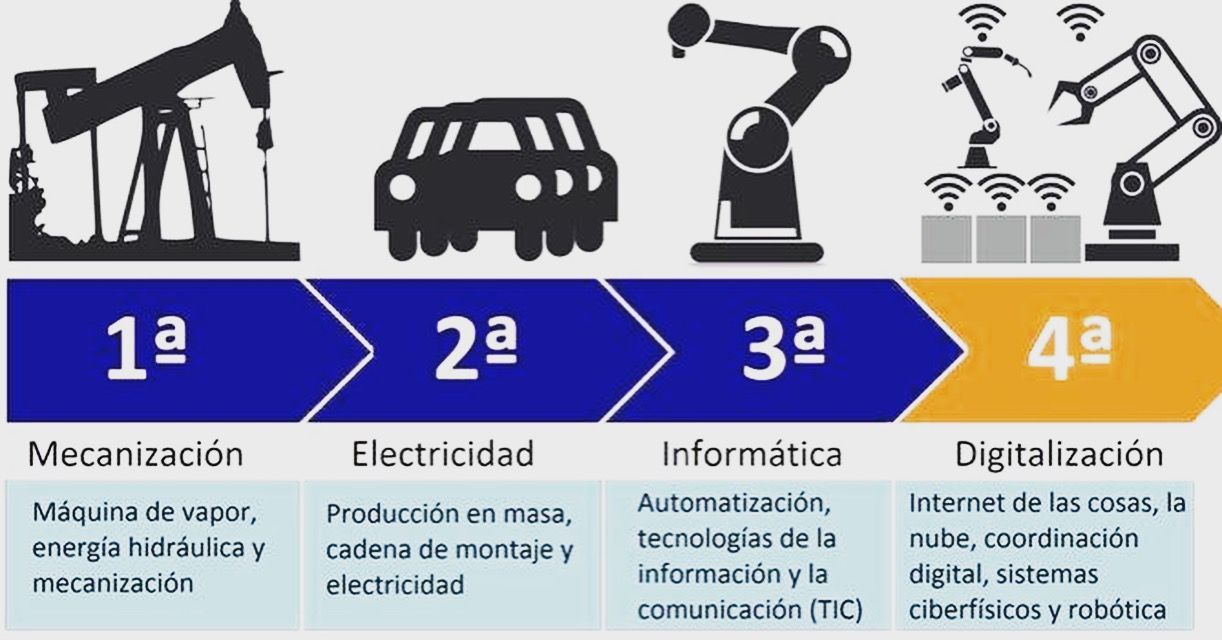 1ª
2ª
3ª
4ª
Mecanización
Máquina de vapor,
energía hidráulica y
mecanización
Electricidad
Producción en masa,
cadena de montaje y
electricidad
Informática
Automatización,
tecnologías de la
información y la
comunicación (TIC)
Digitalización
Internet de las cosas, la
nube, coordinación
digital, sistemas
ciberfísicos y robótica